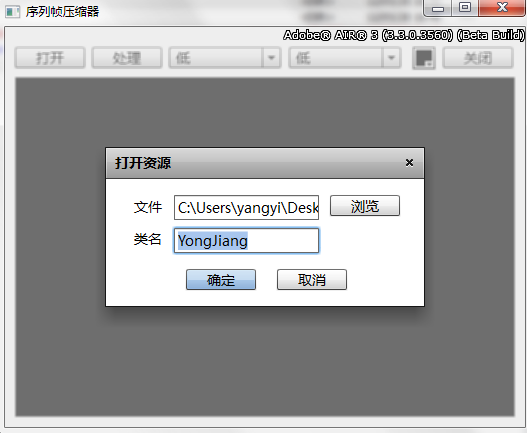 序列帧压缩器
Adobe® AIR® 3 (3.3.0.3560) (Beta Build)
打开 处理 低 低 关闭
打开资源
文件 C:\Users\yangyi\Desk 浏览
类名 YongJiang
确定 取消